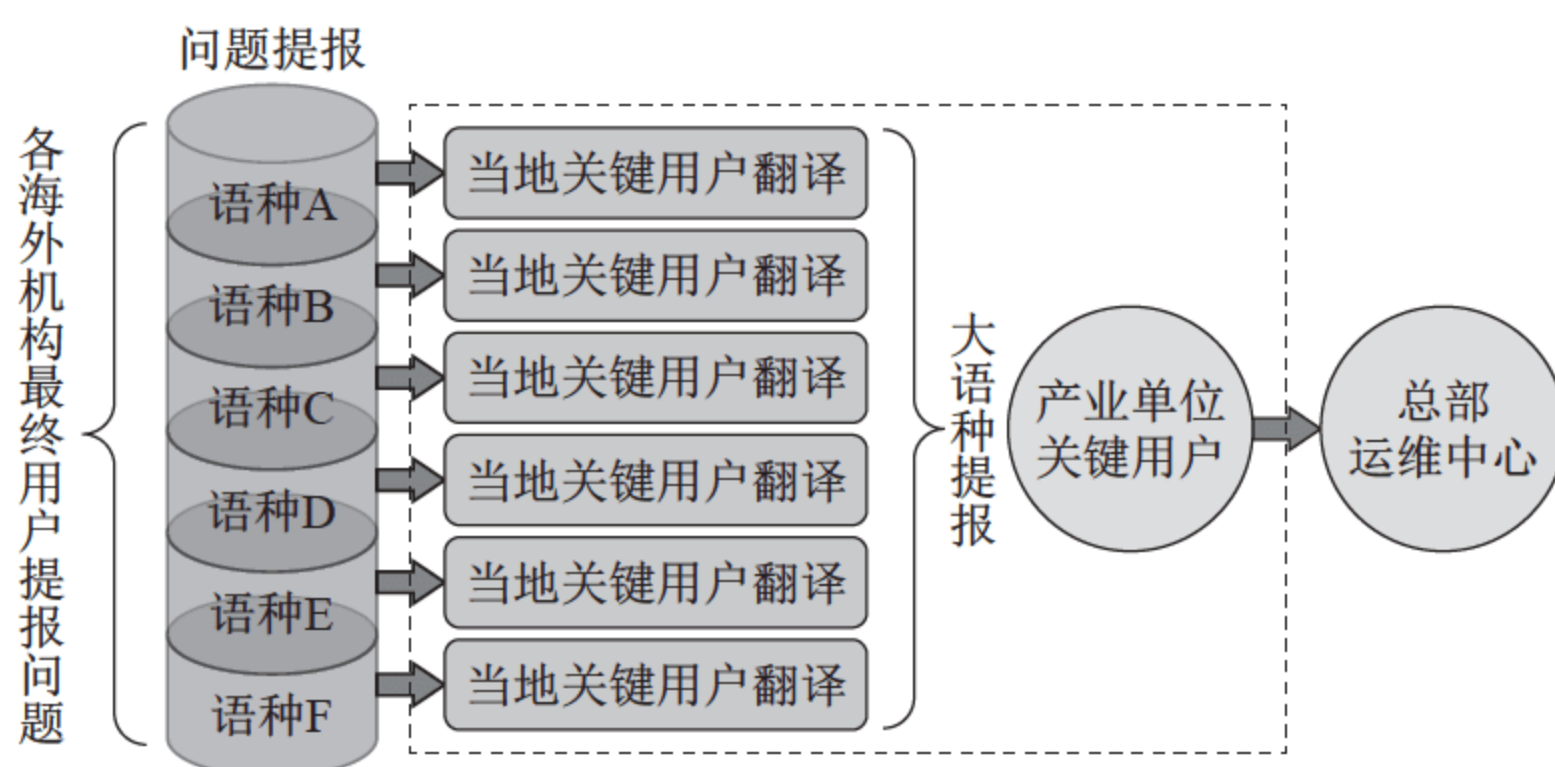 问题提报
各海外机构最终用户提报问题
语种A
语种B
语种C
语种D
语种E
语种F
当地关键用户翻译
当地关键用户翻译
当地关键用户翻译
当地关键用户翻译
当地关键用户翻译
当地关键用户翻译
大语种提报
产业单位
关键用户
总部
运维中心